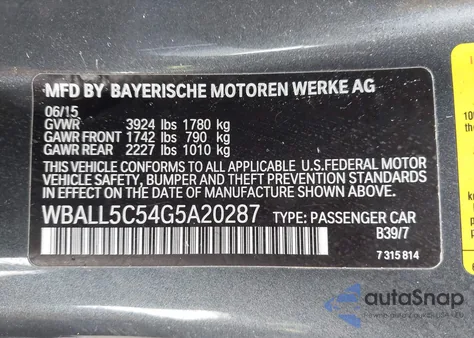 MFD BY BAYERISCHE MOTOREN WERKE AG
06/15
GVWR 3924 lbs 1780 kg
GAWR FRONT 1742 lbs 790 kg
GAWR REAR 2227 lbs 1010 kg
THIS VEHICLE CONFORMS TO ALL APPLICABLE U.S.FEDERAL MOTOR
VEHICLE SAFETY, BUMPER AND THEFT PREVENTION STANDARDS
IN EFFECT ON THE DATE OF MANUFACTURE SHOWN ABOVE.
WBALL5C54G5A20287 TYPE: PASSENGER CAR
B39/7
7 315 814
autoSnap